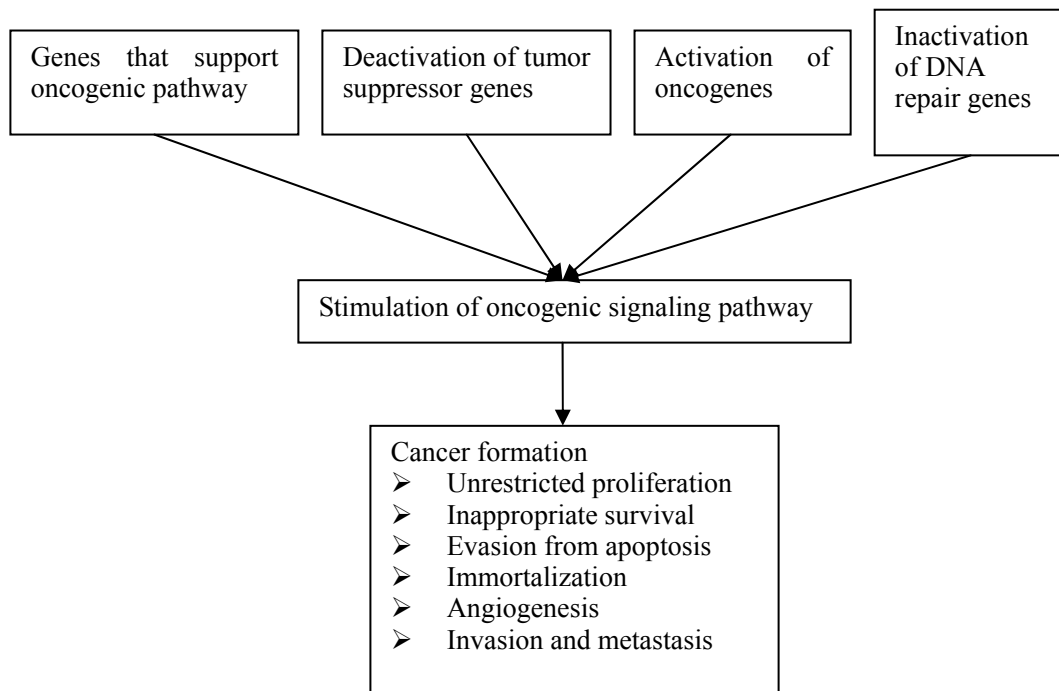 Genes that support
oncogenic pathway
Deactivation of tumor
suppressor genes
Activation of
oncogenes
Inactivation
of DNA
repair genes
Stimulation of oncogenic signaling pathway
Cancer formation
➢ Unrestricted proliferation
➢ Inappropriate survival
➢ Evasion from apoptosis
➢ Immortalization
➢ Angiogenesis
➢ Invasion and metastasis